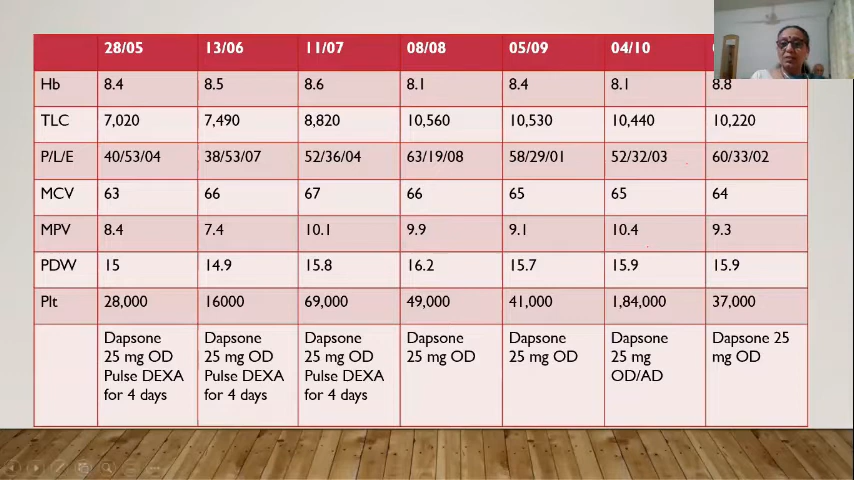 28/05 13/06 11/07 08/08 05/09 04/10
Hb 8.4 8.5 8.6 8.1 8.4 8.1 8.8
TLC 7,020 7,490 8,820 10,560 10,530 10,440 10,220
P/L/E 40/53/04 38/53/07 52/36/04 63/19/08 58/29/01 52/32/03 60/33/02
MCV 63 66 67 66 65 65 64
MPV 8.4 7.4 10.1 9.9 9.1 10.4 9.3
PDW 15 14.9 15.8 16.2 15.7 15.9 15.9
Plt 28,000 16000 69,000 49,000 41,000 1,84,000 37,000
Dapsone Dapsone Dapsone Dapsone Dapsone Dapsone Dapsone 25
25 mg OD 25 mg OD 25 mg OD 25 mg OD 25 mg OD 25 mg mg OD
Pulse DEXA Pulse DEXA Pulse DEXA OD/AD
for 4 days for 4 days for 4 days